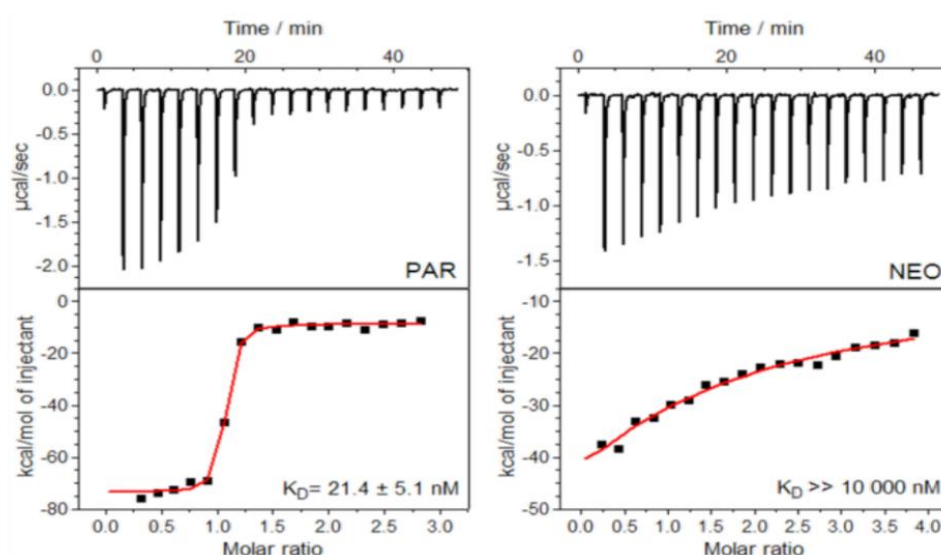 Time / min
0 20 40
μcal/sec
0.0
-0.5
-1.0
-1.5
-2.0
PAR
kcal/mol of injectant
0
-20
-40
-60
-80
K_D= 21.4 ± 5.1 nM
0.0 0.5 1.0 1.5 2.0 2.5 3.0
Molar ratio
Time / min
0 20 40
μcal/sec
0.0
-0.5
-1.0
-1.5
NEO
kcal/mol of injectant
-10
-20
-30
-40
-50
K_D >> 10 000 nM
0.0 0.5 1.0 1.5 2.0 2.5 3.0 3.5 4.0
Molar ratio